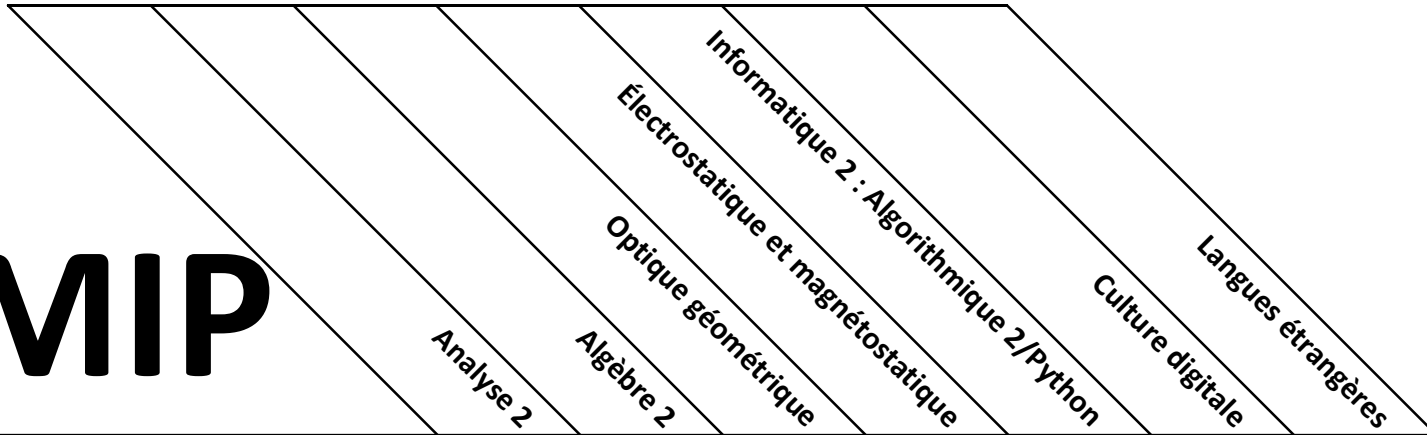 MIP
Analyse 2
Algèbre 2
Optique géométrique
Électrostatique et magnétostatique
Informatique 2 : Algorithmique 2/Python
Culture digitale
Langues étrangères